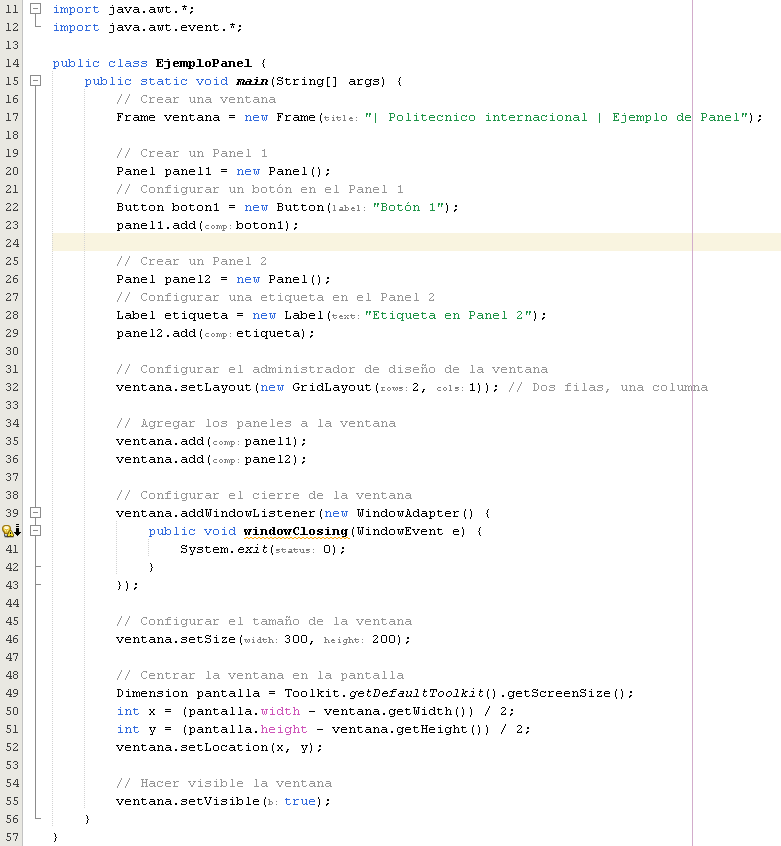 11 import java.awt.*;
12 import java.awt.event.*;
13
14 public class EjemploPanel {
15     public static void main(String[] args) {
16         // Crear una ventana
17         Frame ventana = new Frame(title: "| Politecnico internacional | Ejemplo de Panel");
18
19         // Crear un Panel 1
20         Panel panel1 = new Panel();
21         // Configurar un botón en el Panel 1
22         Button boton1 = new Button(label: "Botón 1");
23         panel1.add(comp: boton1);
24
25         // Crear un Panel 2
26         Panel panel2 = new Panel();
27         // Configurar una etiqueta en el Panel 2
28         Label etiqueta = new Label(text: "Etiqueta en Panel 2");
29         panel2.add(comp: etiqueta);
30
31         // Configurar el administrador de diseño de la ventana
32         ventana.setLayout(new GridLayout(rows: 2, cols: 1)); // Dos filas, una columna
33
34         // Agregar los paneles a la ventana
35         ventana.add(comp: panel1);
36         ventana.add(comp: panel2);
37
38         // Configurar el cierre de la ventana
39         ventana.addWindowListener(new WindowAdapter() {
            public void windowClosing(WindowEvent e) {
41                 System.exit(status: 0);
42             }
43         });
44
45         // Configurar el tamaño de la ventana
46         ventana.setSize(width: 300, height: 200);
47
48         // Centrar la ventana en la pantalla
49         Dimension pantalla = Toolkit.getDefaultToolkit().getScreenSize();
50         int x = (pantalla.width - ventana.getWidth()) / 2;
51         int y = (pantalla.height - ventana.getHeight()) / 2;
52         ventana.setLocation(x, y);
53
54         // Hacer visible la ventana
55         ventana.setVisible(b: true);
56     }
57 }